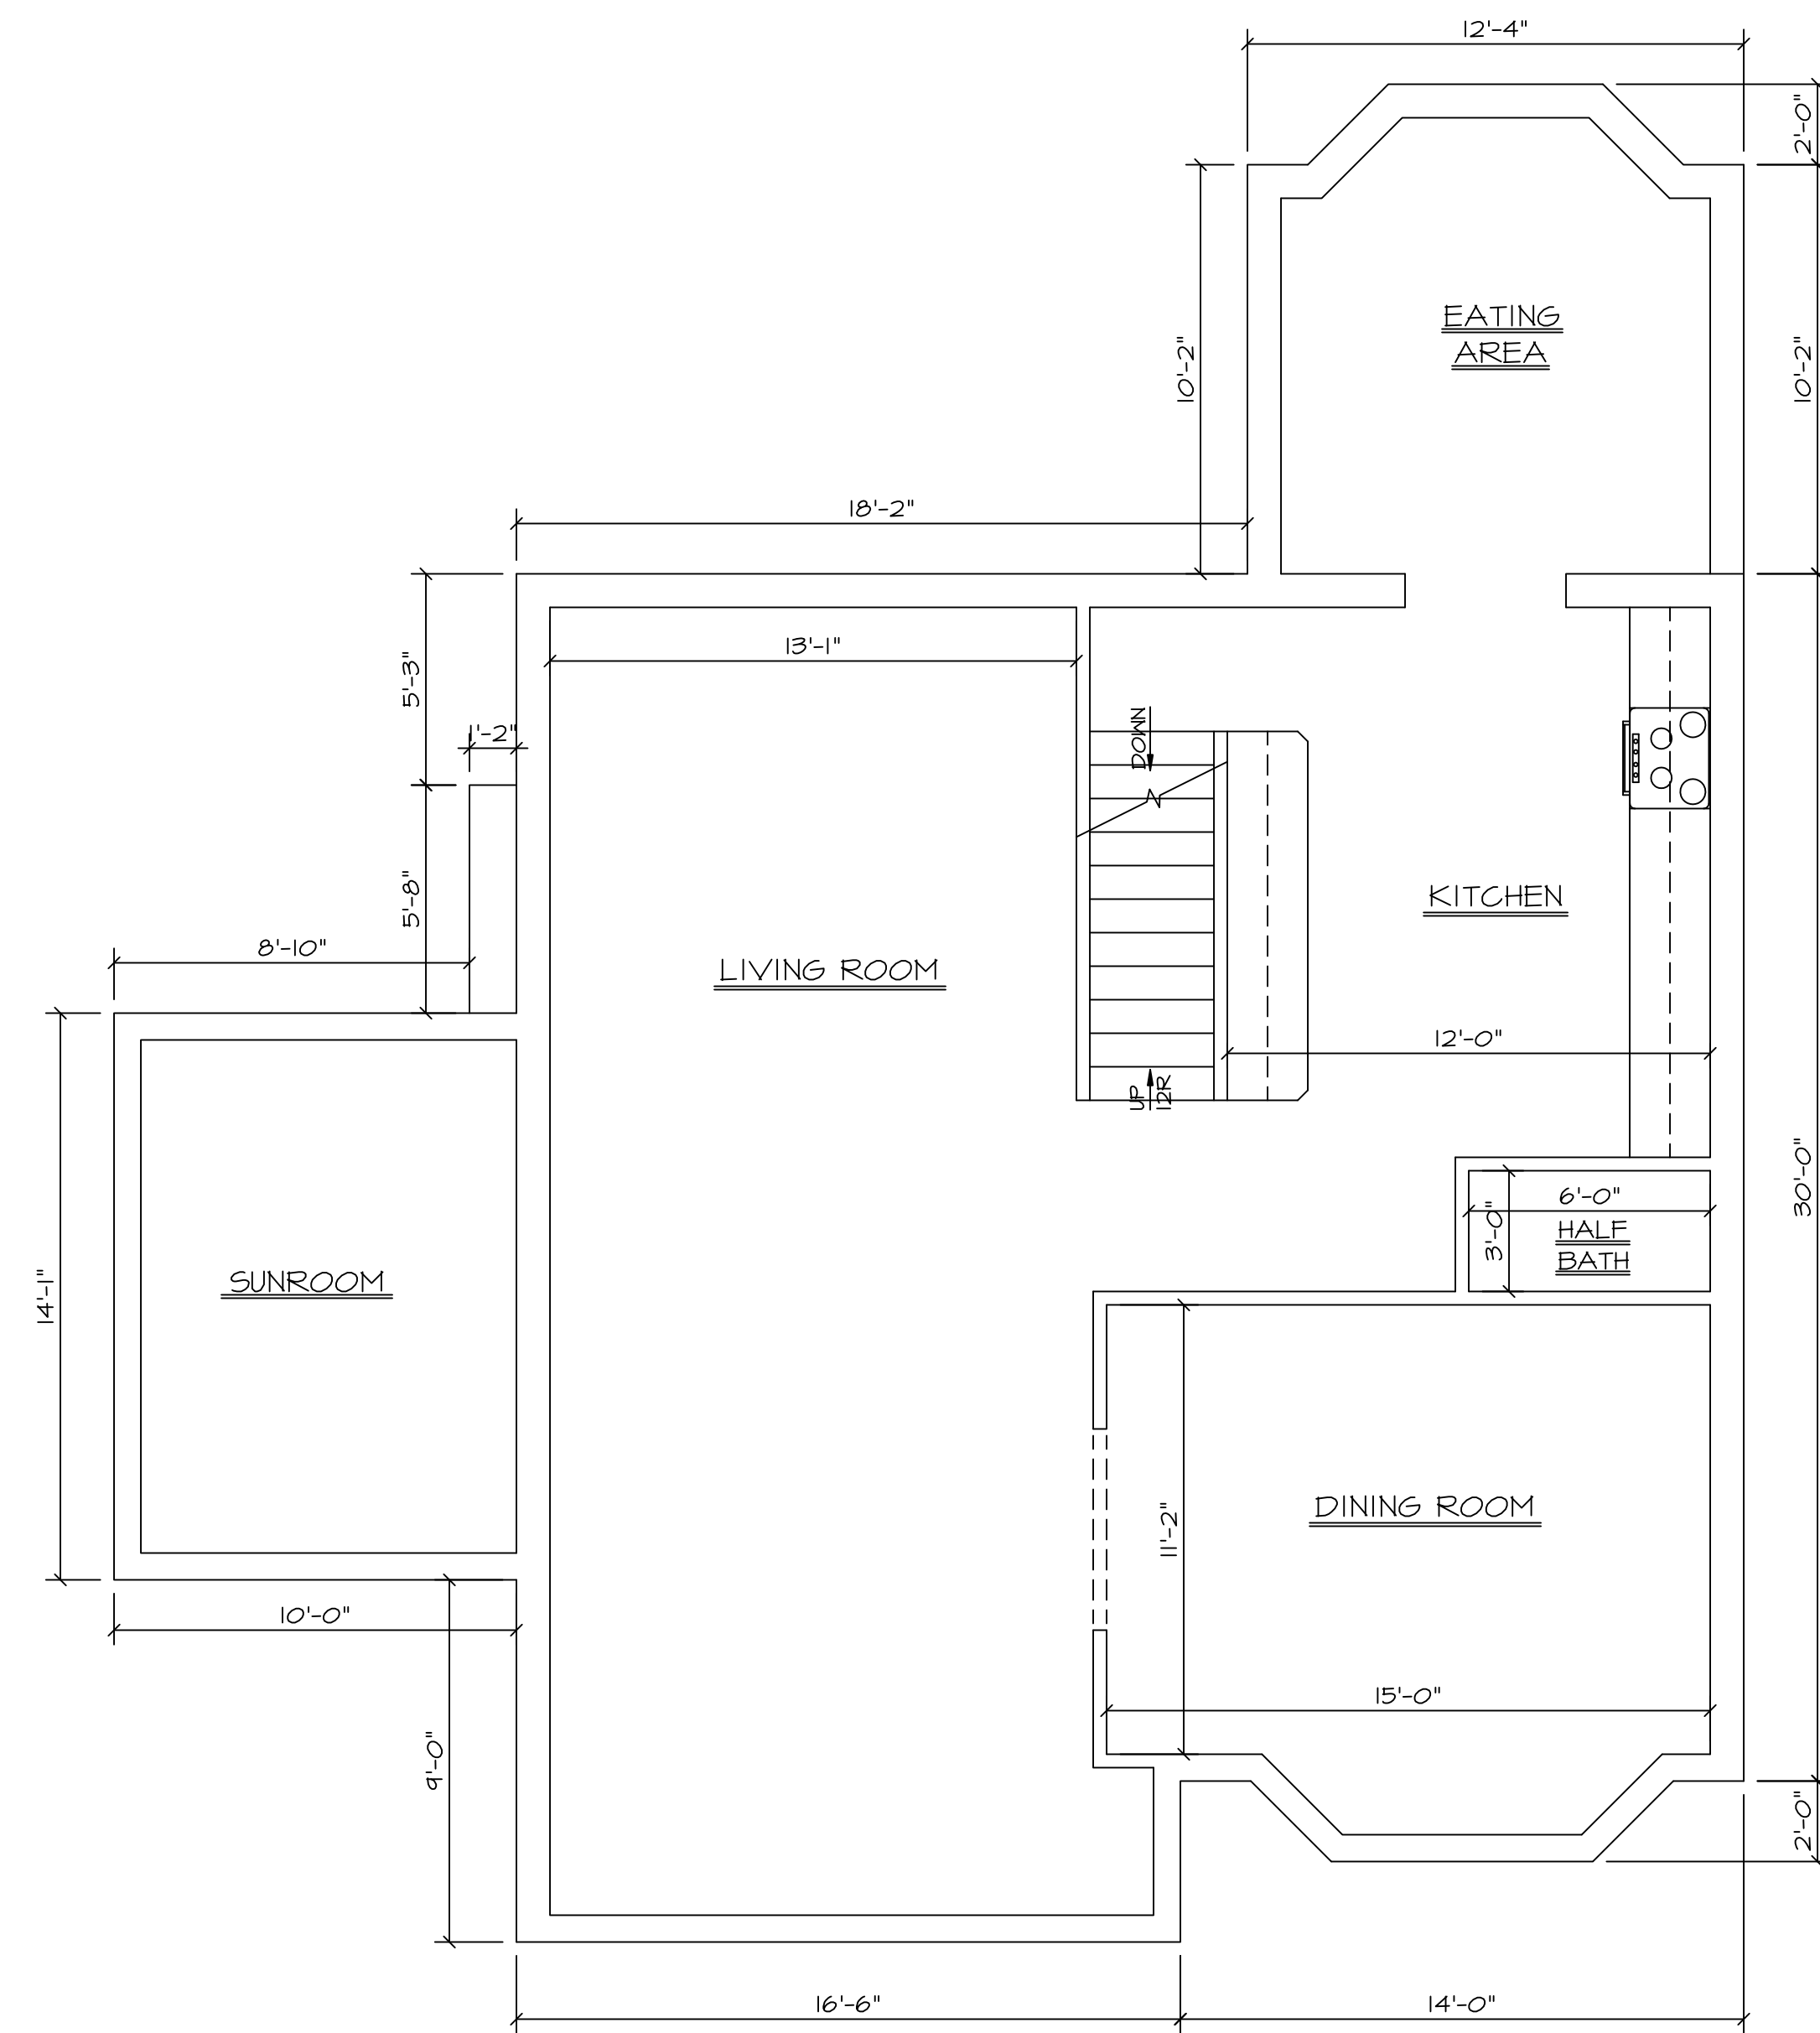 12'-4"
2'-0"
EATING
AREA
10'-2"
10'-2"
18'-2"
13'-1"
5'-3"
1'-2"
DOWN
5'-8"
KITCHEN
8'-10"
LIVING ROOM
12'-0"
UP
12R
30'-0"
6'-0"
3'-0"
HALF
BATH
SUNROOM
14'-1"
DINING ROOM
11'-2"
10'-0"
15'-0"
9'-0"
2'-0"
16'-6"
14'-0"